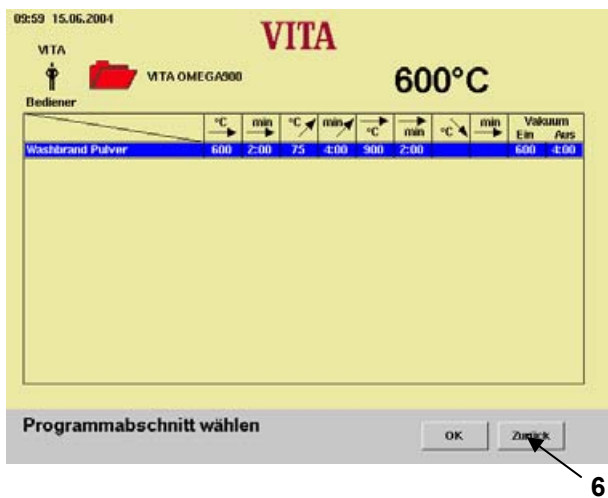 09:59 15.06.2004
VITA
VITA
VITA OMEGA900
600°C
Bediener
°C min °C min °C min °C min Vakuum
Ein Aus
Washbrand Pulver 600 2:00 75 4:00 900 2:00 600 4:00
Programmabschnitt wählen
OK Zurück
6